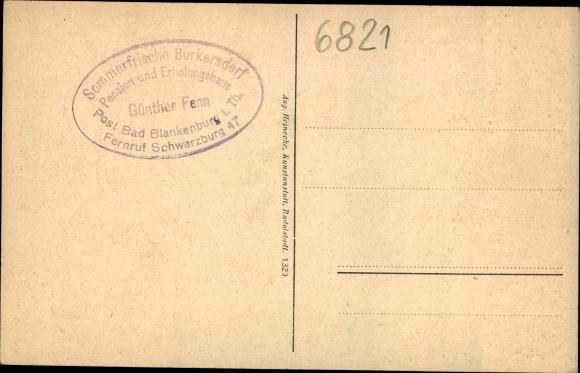 Sommerfrische Burkersdorf
Pension und Erholungshaus
Günther Fenn
Post Bad Blankenburg i. Th.
Fernruf Schwarzburg 47
Aug. Heinecke, Kunstanstalt, Rudolstadt. 1323
6821